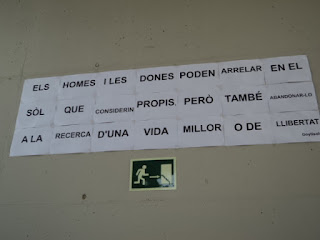 ELS HOMES I LES DONES PODEN ARRELAR EN EL
SÒL QUE CONSIDERIN PROPIS. PERÒ TAMBÉ ABANDONAR-LO
A LA RECERCA D'UNA VIDA MILLOR O DE LLIBERTAT